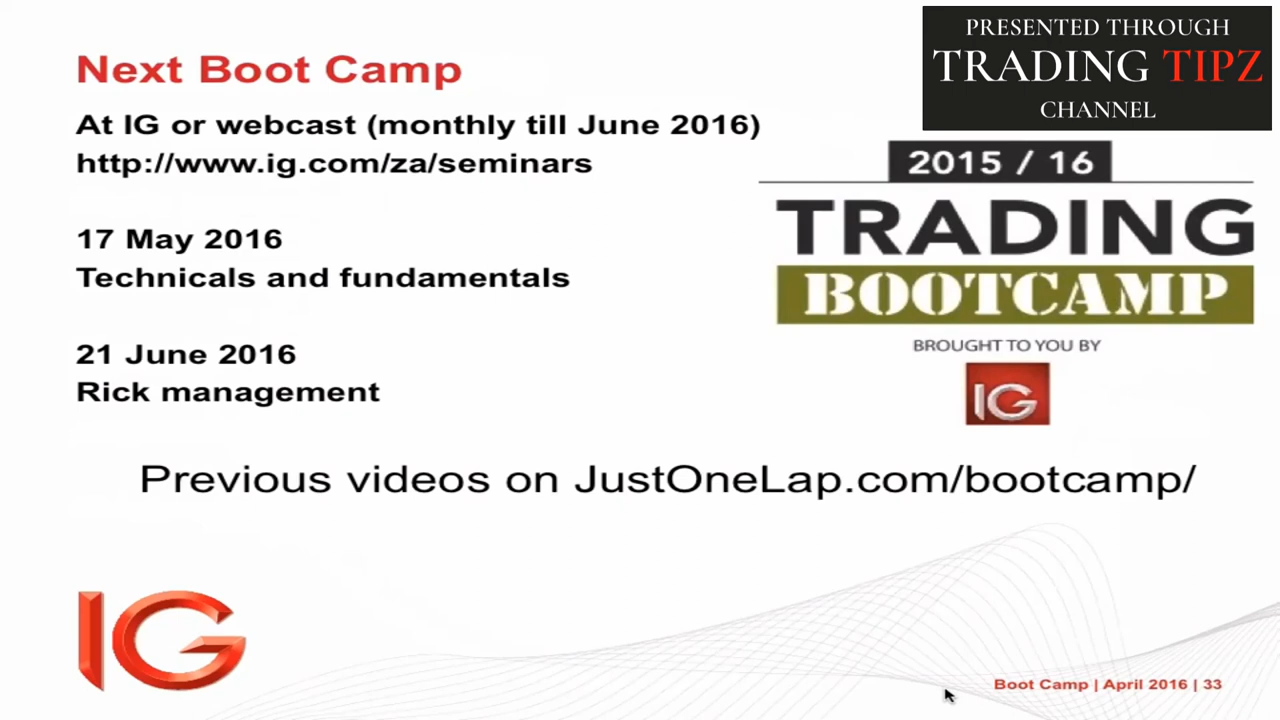 Next Boot Camp
At IG or webcast (monthly till June 2016)
http://www.ig.com/za/seminars
17 May 2016
Technicals and fundamentals
21 June 2016
Rick management
PRESENTED THROUGH
TRADING TIPZ
CHANNEL
2015 / 16
TRADING
BOOTCAMP
BROUGHT TO YOU BY
IG
Previous videos on JustOneLap.com/bootcamp/
IG
Boot Camp | April 2016 | 33